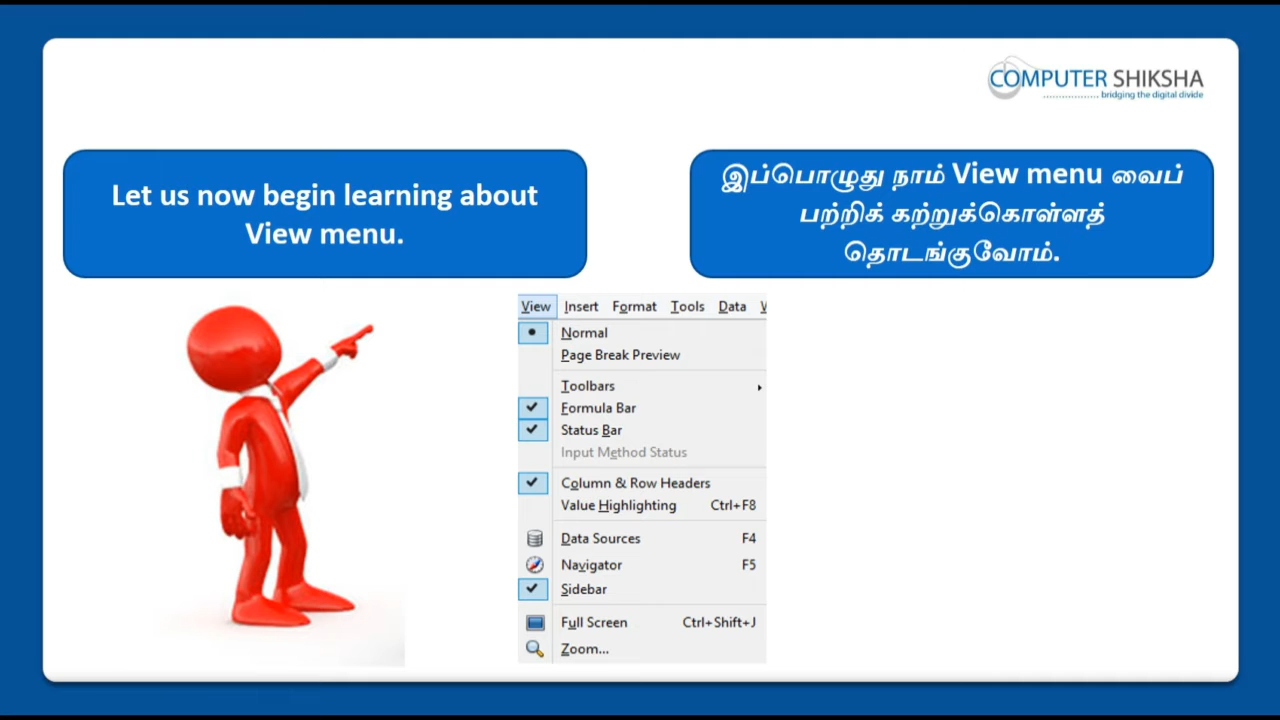 COMPUTER SHIKSHA
bridging the digital divide
Let us now begin learning about
View menu.
இப்பொழுது நாம் View menu வைப்
பற்றிக் கற்றுக்கொள்ளத்
தொடங்குவோம்.
View Insert Format Tools Data
Normal
Page Break Preview
Toolbars
Formula Bar
Status Bar
Input Method Status
Column & Row Headers
Value Highlighting Ctrl+F8
Data Sources F4
Navigator F5
Sidebar
Full Screen Ctrl+Shift+J
Zoom...